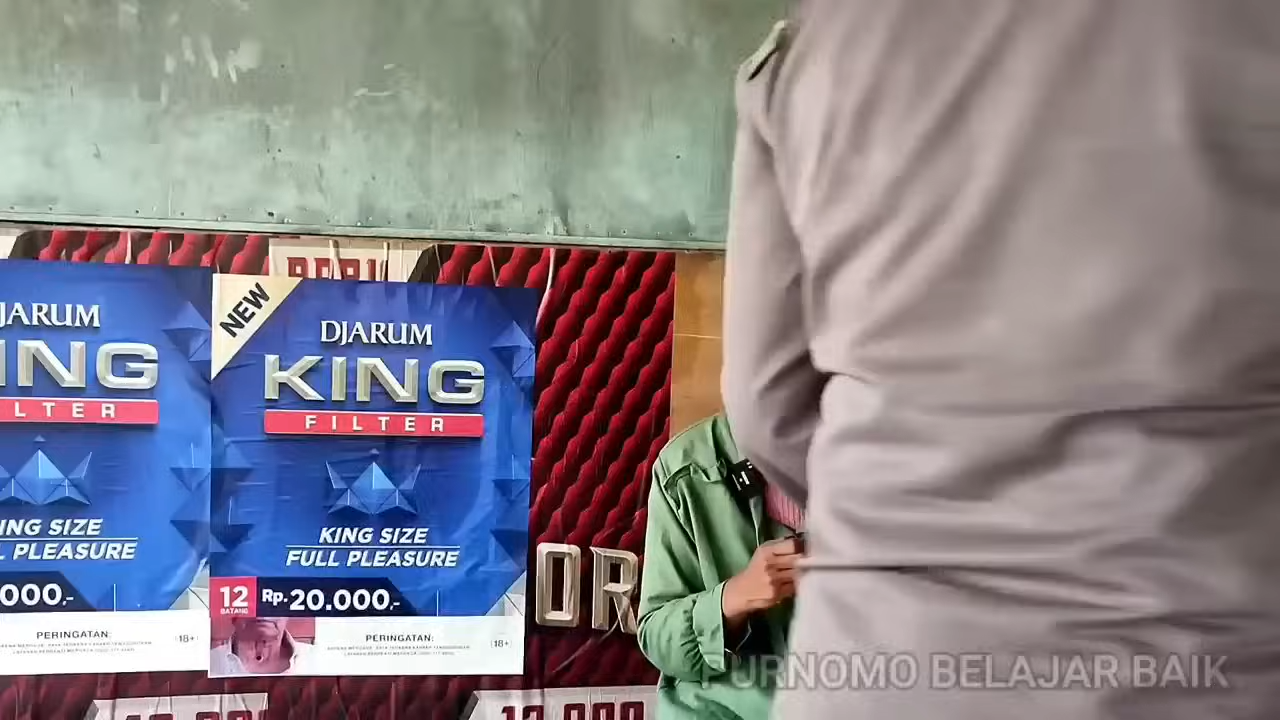 JARUM
ING
LTER
ING SIZE
L PLEASURE
000,-
PERINGATAN:
18+
NEW
DJARUM
KING
FILTER
KING SIZE
FULL PLEASURE
12
BATANG
Rp. 20.000,-
PERINGATAN:
18+
OR
PURNOMO BELAJAR BAIK